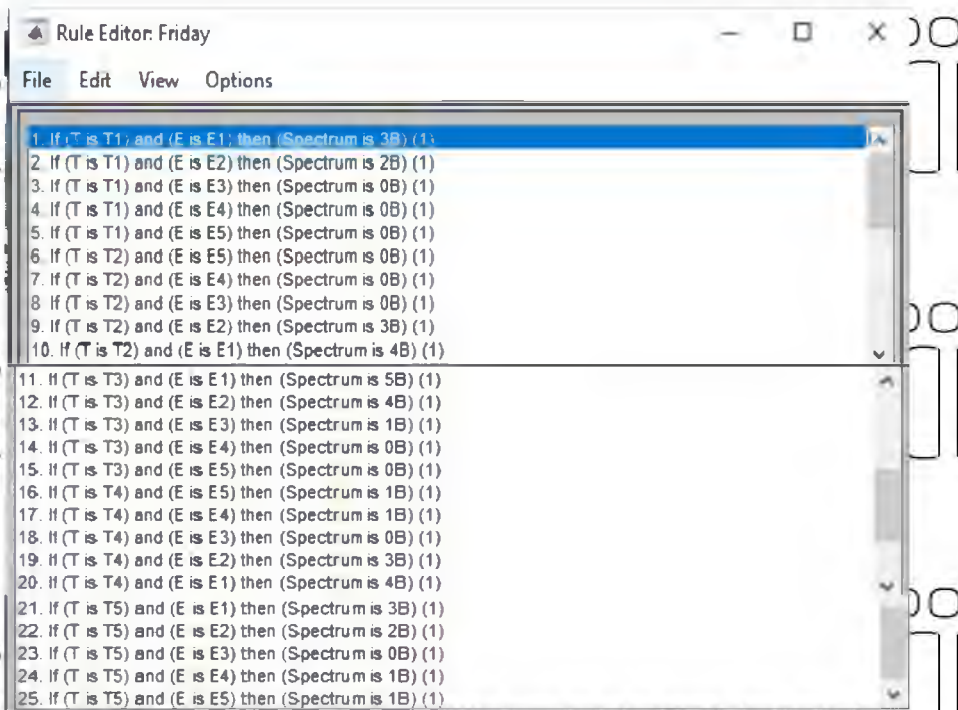 Rule Editor: Friday
File Edit View Options
1. If (T is T1) and (E is E1) then (Spectrum is 3B) (1)
2. If (T is T1) and (E is E2) then (Spectrum is 2B) (1)
3. If (T is T1) and (E is E3) then (Spectrum is 0B) (1)
4. If (T is T1) and (E is E4) then (Spectrum is 0B) (1)
5. If (T is T1) and (E is E5) then (Spectrum is 0B) (1)
6. If (T is T2) and (E is E5) then (Spectrum is 0B) (1)
7. If (T is T2) and (E is E4) then (Spectrum is 0B) (1)
8 If (T is T2) and (E is E3) then (Spectrum is 0B) (1)
9. If (T is T2) and (E is E2) then (Spectrum is 3B) (1)
10. If (T is T2) and (E is E1) then (Spectrum is 4B) (1)
11. If (T is T3) and (E is E1) then (Spectrum is 5B) (1)
12. If (T is T3) and (E is E2) then (Spectrum is 4B) (1)
13. If (T is T3) and (E is E3) then (Spectrum is 1B) (1)
14. If (T is T3) and (E is E4) then (Spectrum is 0B) (1)
15. If (T is T3) and (E is E5) then (Spectrum is 0B) (1)
16. If (T is T4) and (E is E5) then (Spectrum is 1B) (1)
17. If (T is T4) and (E is E4) then (Spectrum is 1B) (1)
18. If (T is T4) and (E is E3) then (Spectrum is 0B) (1)
19. If (T is T4) and (E is E2) then (Spectrum is 3B) (1)
20. If (T is T4) and (E is E1) then (Spectrum is 4B) (1)
21. If (T is T5) and (E is E1) then (Spectrum is 3B) (1)
22. If (T is T5) and (E is E2) then (Spectrum is 2B) (1)
23. If (T is T5) and (E is E3) then (Spectrum is 0B) (1)
24. If (T is T5) and (E is E4) then (Spectrum is 1B) (1)
25. If (T is T5) and (E is E5) then (Spectrum is 1B) (1)